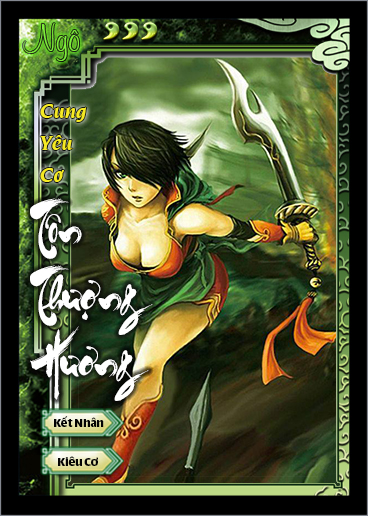 Ngô
Cung
Yêu
Cơ
Tôn
Thượng
Hương
Kết Nhân
Kiêu Cơ